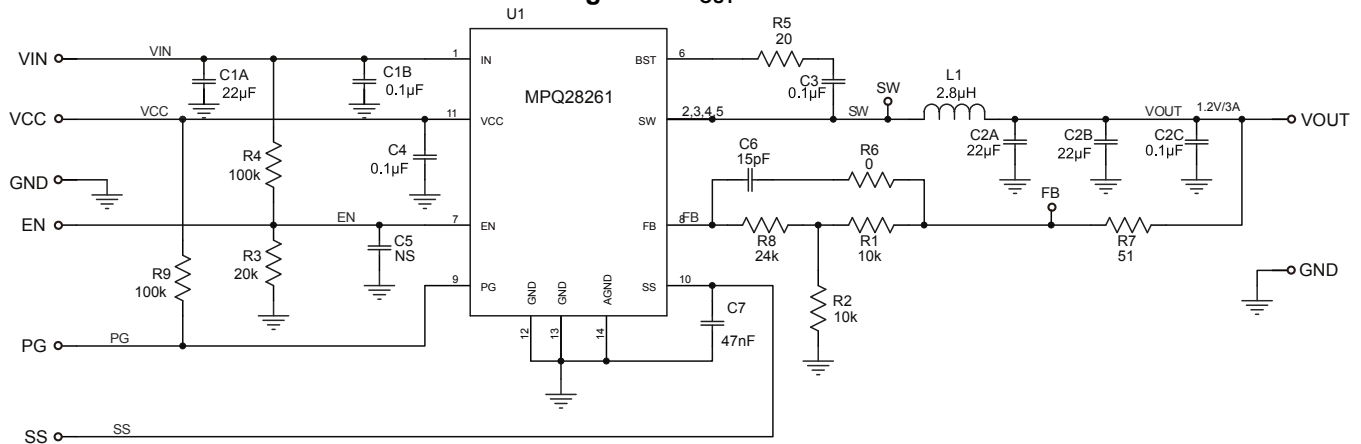 OUT
U1
MPQ28261
VIN
VIN
1
IN
C1A
22µF
C1B
0.1µF
VCC
VCC
11
VCC
R4
100k
C4
0.1µF
GND
EN
EN
7
EN
C5
NS
R3
20k
R9
100k
9
PG
PG
PG
SS
SS
GND
GND
AGND
12
13
14
BST
6
R5
20
C3
0.1µF
SW
2,3,4,5
SW
SW
L1
2.8µH
VOUT
1.2V/3A
VOUT
C2A
22µF
C2B
22µF
C2C
0.1µF
C6
15pF
R6
0
FB
8
FB
R8
24k
R1
10k
FB
R7
51
R2
10k
GND
SS
10
C7
47nF